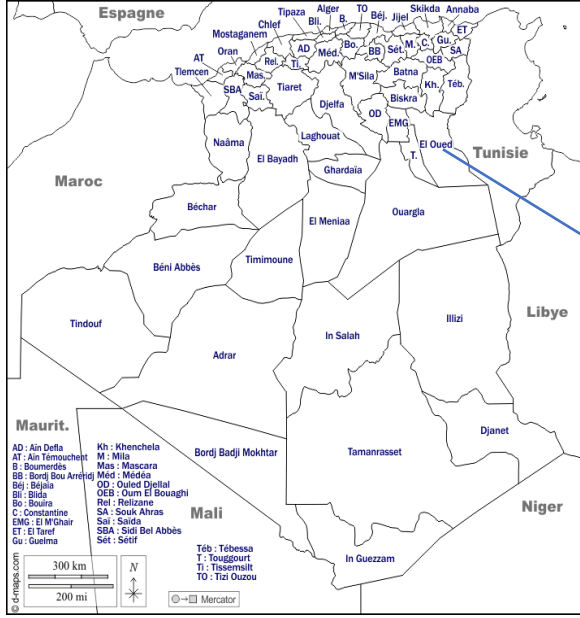 Espagne
Alger
TO
Béj.
Jijel
Skikda
Annaba
Tipaza
Bli.
B.
Chlef
Mostaganem
Oran
AT
Tlemcen
Rel.
AD
Ti.
Méd.
Bo.
BB
Sét.
M.
C.
Gu.
ET
SA
OEB
Mas.
SBA
Saï.
Tiaret
M'Sila
Batna
Kh.
Téb.
Biskra
Djelfa
OD
EMG
Naâma
El Bayadh
Laghouat
T.
El Oued
Tunisie
Ghardaïa
Maroc
Béchar
El Meniaa
Ouargla
Béni Abbès
Timimoune
Tindouf
Adrar
In Salah
Illizi
Libye
Maurit.
Bordj Badji Mokhtar
Tamanrasset
Djanet
Mali
Niger
In Guezzam
AD : Aïn Defla
AT : Aïn Témouchent
B : Boumerdès
BB : Bordj Bou Arréridj
Béj : Béjaïa
Bli : Blida
Bo : Bouira
C : Constantine
EMG : El M'Ghair
ET : El Taref
Gu : Guelma
Kh : Khenchela
M : Mila
Mas : Mascara
Méd : Médéa
OD : Ouled Djellal
OEB : Oum El Bouaghi
Rel : Relizane
SA : Souk Ahras
Saï : Saïda
SBA : Sidi Bel Abbès
Sét : Sétif
Téb : Tébessa
T : Touggourt
Ti : Tissemsilt
TO : Tizi Ouzou
300 km
200 mi
N
Mercator
© d-maps.com